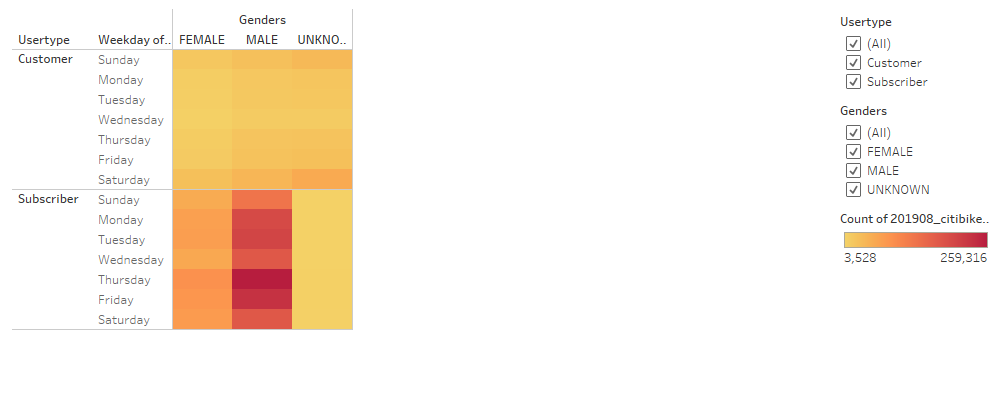 Genders
Usertype Weekday of.. FEMALE MALE UNKNO..
Customer Sunday
Monday
Tuesday
Wednesday
Thursday
Friday
Saturday
Subscriber Sunday
Monday
Tuesday
Wednesday
Thursday
Friday
Saturday
Usertype
(All)
Customer
Subscriber
Genders
(All)
FEMALE
MALE
UNKNOWN
Count of 201908_citibike..
3,528 259,316